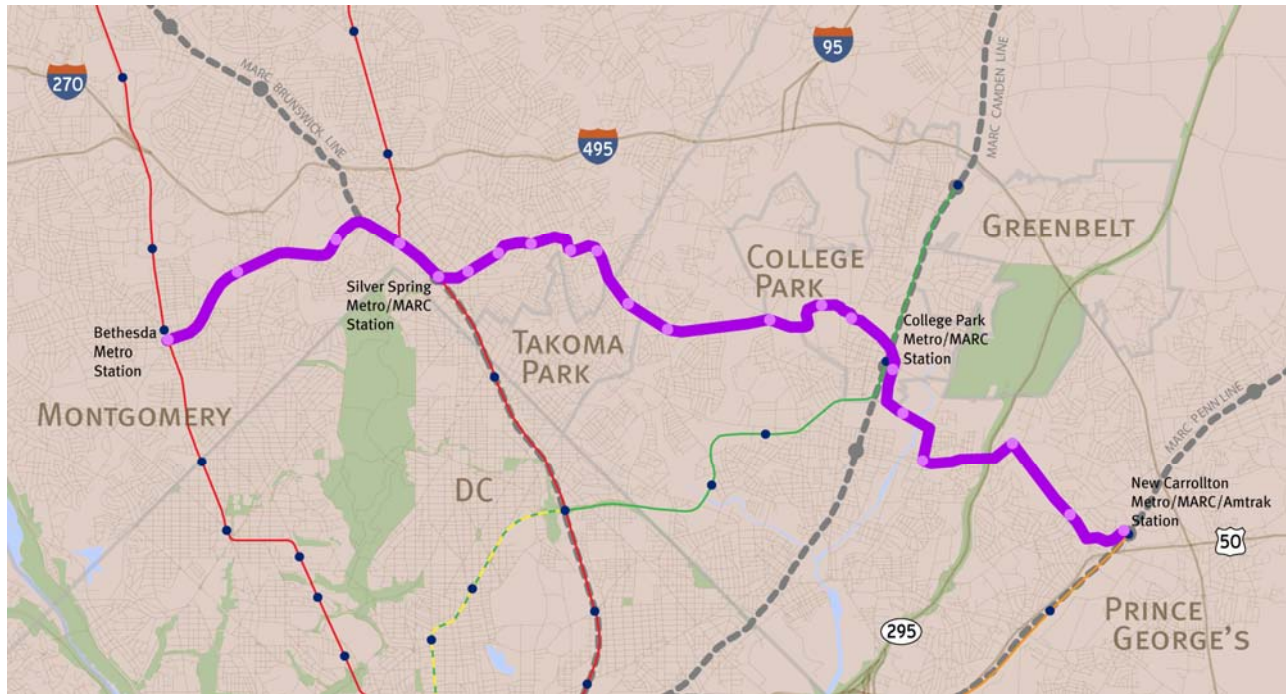 270
MARC BRUNSWICK LINE
95
495
MARC CAMDEN LINE
GREENBELT
COLLEGE
PARK
Silver Spring
Metro/MARC
Station
College Park
Metro/MARC
Station
Bethesda
Metro
Station
TAKOMA
PARK
MARC PENN LINE
MONTGOMERY
DC
New Carrollton
Metro/MARC/Amtrak
Station
50
295
PRINCE
GEORGE'S